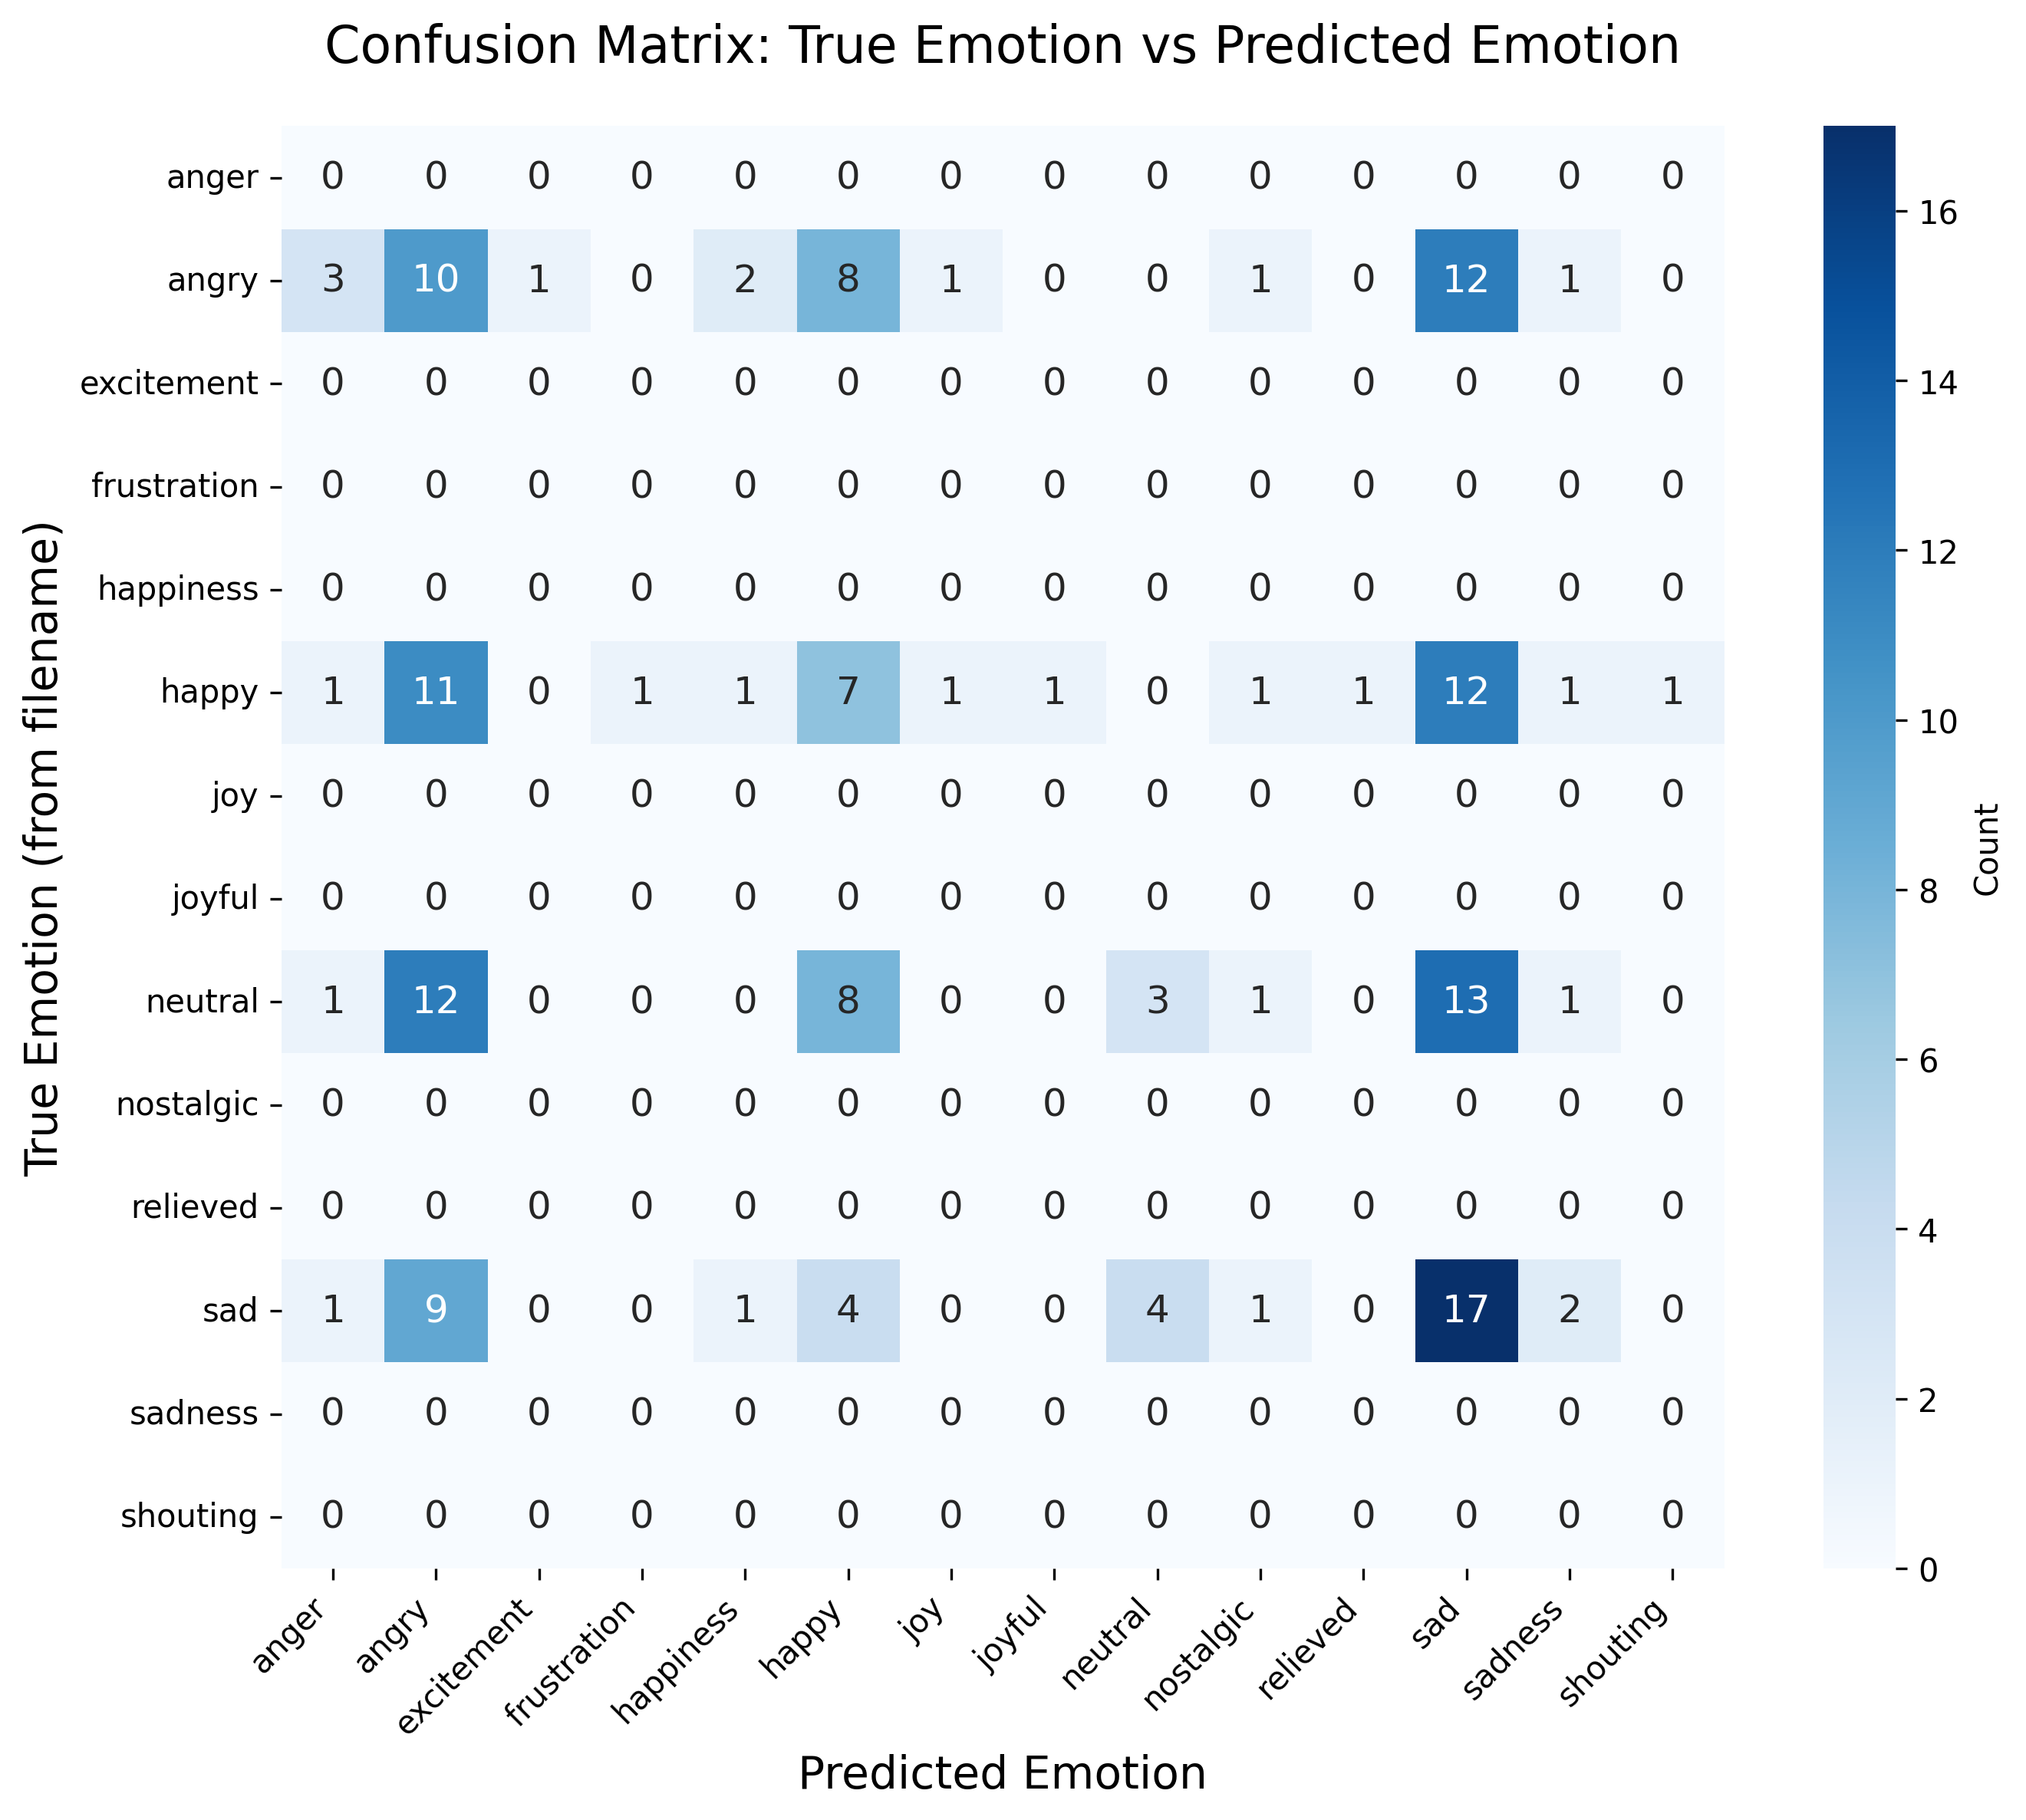 Confusion Matrix: True Emotion vs Predicted Emotion
True Emotion (from filename)
anger 0 0 0 0 0 0 0 0 0 0 0 0 0 0
angry 3 10 1 0 2 8 1 0 0 1 0 12 1 0
excitement 0 0 0 0 0 0 0 0 0 0 0 0 0 0
frustration 0 0 0 0 0 0 0 0 0 0 0 0 0 0
happiness 0 0 0 0 0 0 0 0 0 0 0 0 0 0
happy 1 11 0 1 1 7 1 1 0 1 1 12 1 1
joy 0 0 0 0 0 0 0 0 0 0 0 0 0 0
joyful 0 0 0 0 0 0 0 0 0 0 0 0 0 0
neutral 1 12 0 0 0 8 0 0 3 1 0 13 1 0
nostalgic 0 0 0 0 0 0 0 0 0 0 0 0 0 0
relieved 0 0 0 0 0 0 0 0 0 0 0 0 0 0
sad 1 9 0 0 1 4 0 0 4 1 0 17 2 0
sadness 0 0 0 0 0 0 0 0 0 0 0 0 0 0
shouting 0 0 0 0 0 0 0 0 0 0 0 0 0 0
anger angry excitement frustration happiness happy joy joyful neutral nostalgic relieved sad sadness shouting
Predicted Emotion
16
14
12
10
8
6
4
2
0
Count